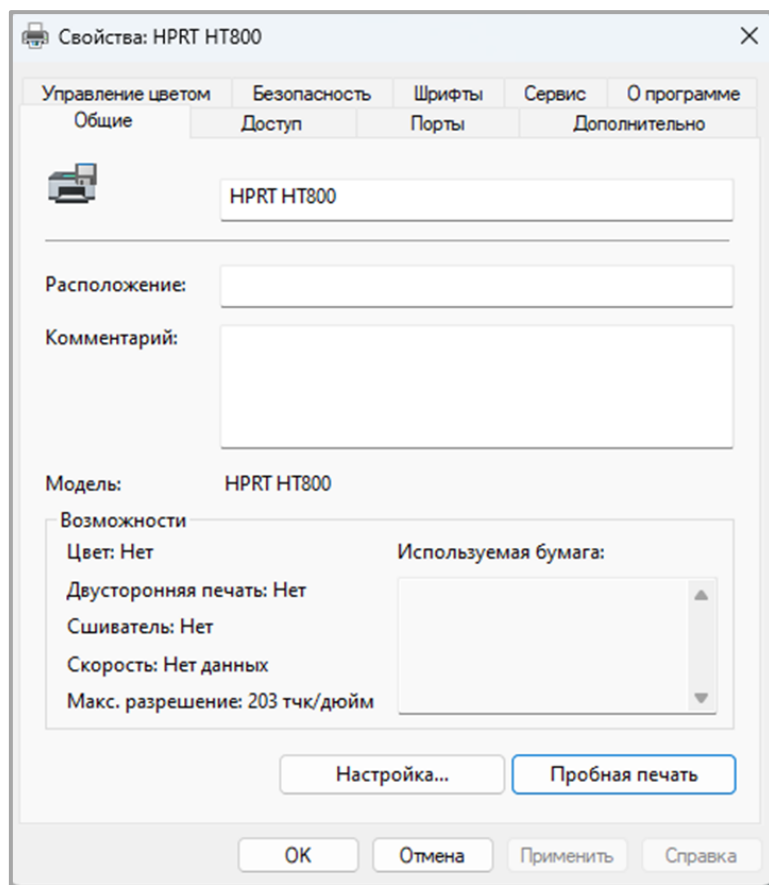 Свойства: HPRT HT800
Управление цветом Безопасность Шрифты Сервис О программе
Общие Доступ Порты Дополнительно
HPRT HT800
Расположение:
Комментарий:
Модель: HPRT HT800
Возможности
Цвет: Нет Используемая бумага:
Двусторонняя печать: Нет
Сшиватель: Нет
Скорость: Нет данных
Макс. разрешение: 203 тчк/дюйм
Настройка... Пробная печать
ОК Отмена Применить Справка